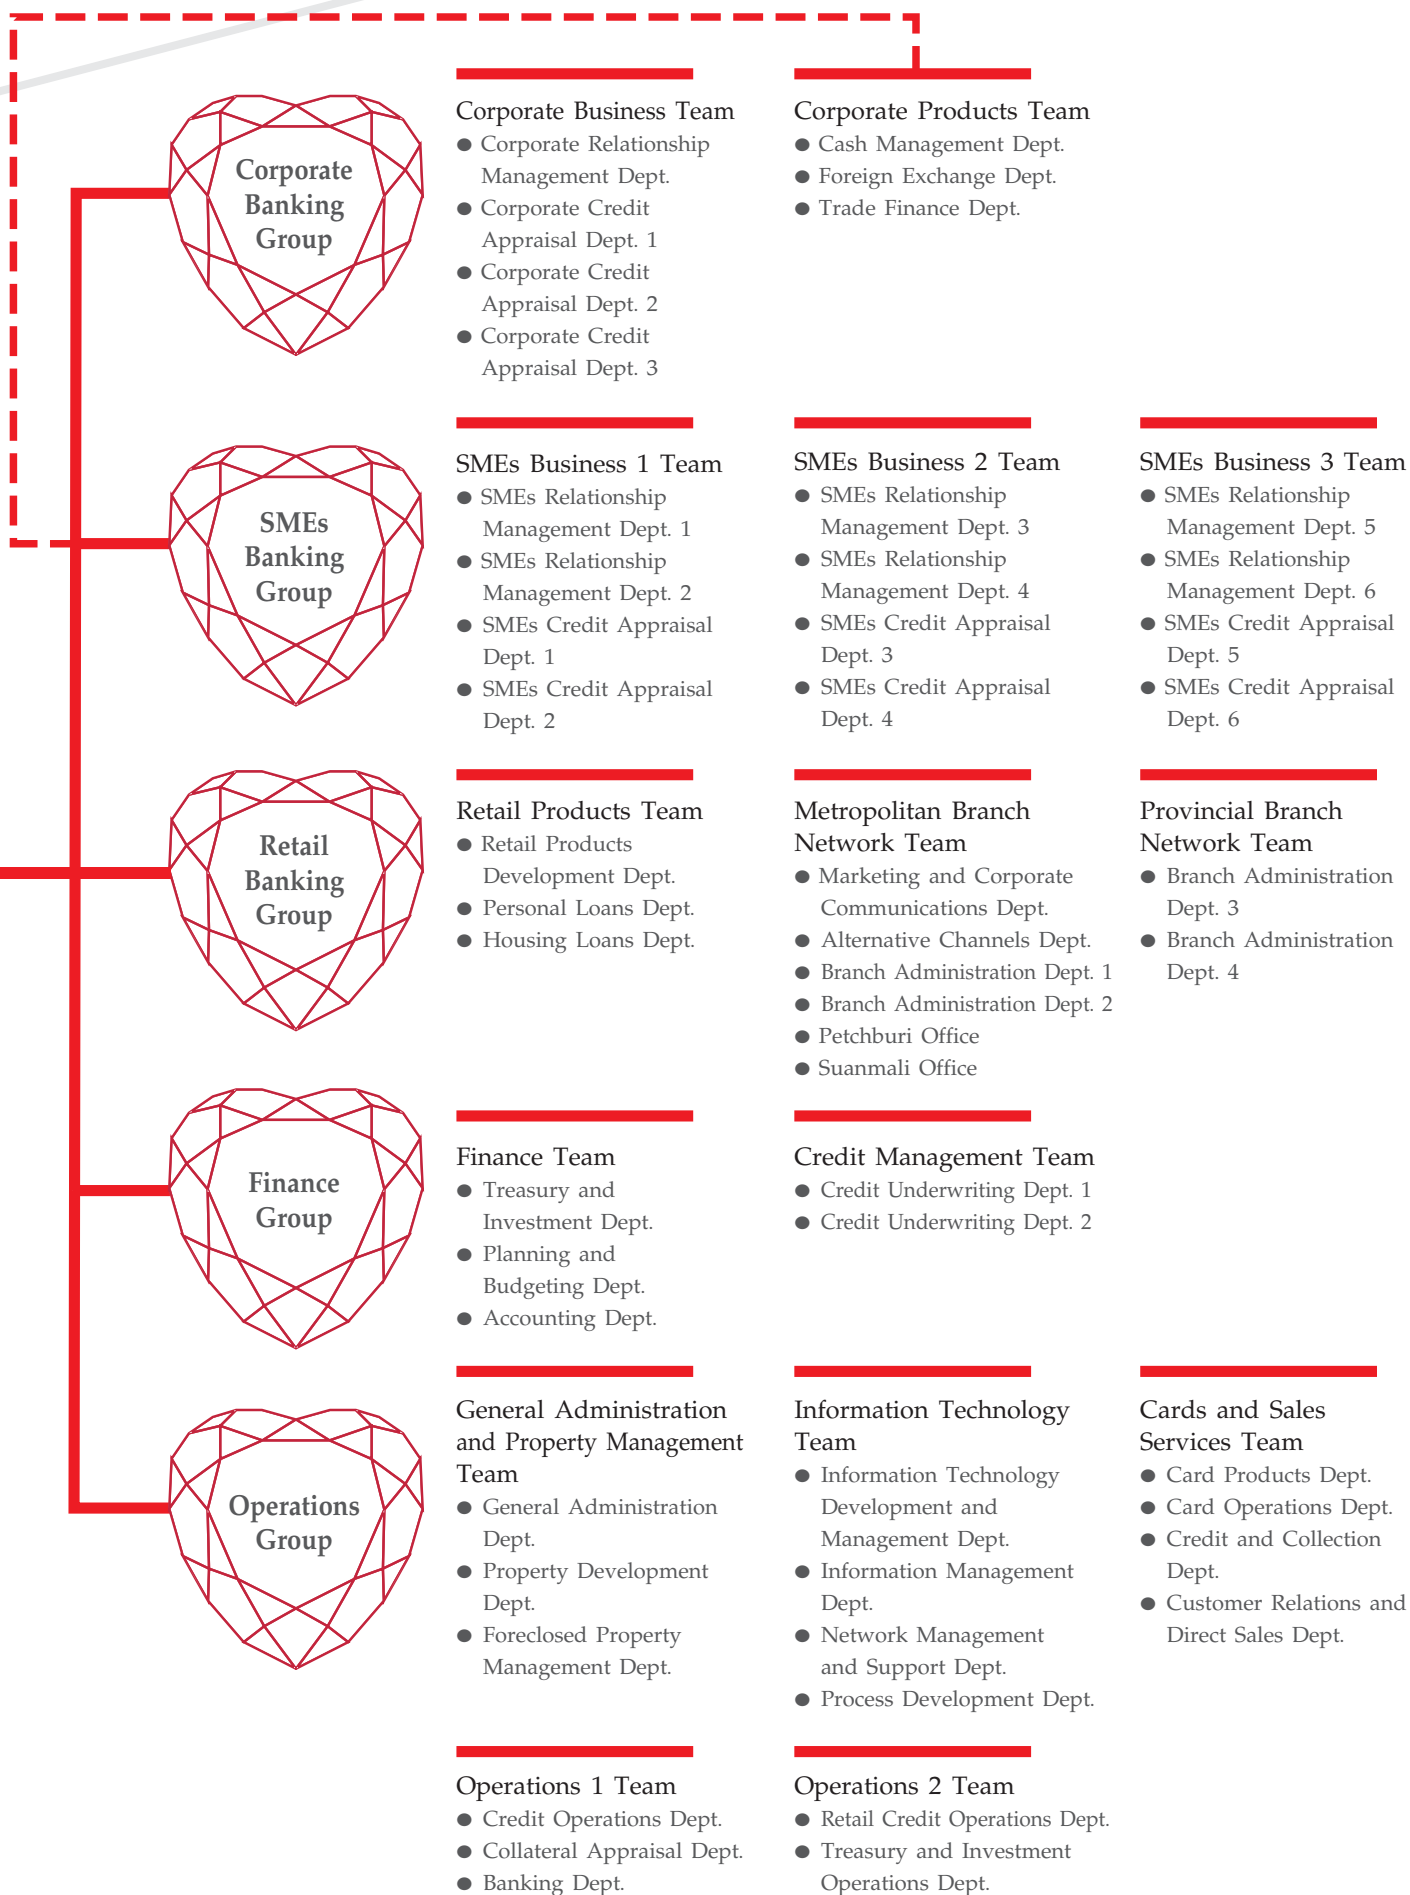 Corporate
Banking
Group
Corporate Business Team
● Corporate Relationship
Management Dept.
● Corporate Credit
Appraisal Dept. 1
● Corporate Credit
Appraisal Dept. 2
● Corporate Credit
Appraisal Dept. 3
Corporate Products Team
● Cash Management Dept.
● Foreign Exchange Dept.
● Trade Finance Dept.
SMEs
Banking
Group
SMEs Business 1 Team
● SMEs Relationship
Management Dept. 1
● SMEs Relationship
Management Dept. 2
● SMEs Credit Appraisal
Dept. 1
● SMEs Credit Appraisal
Dept. 2
SMEs Business 2 Team
● SMEs Relationship
Management Dept. 3
● SMEs Relationship
Management Dept. 4
● SMEs Credit Appraisal
Dept. 3
● SMEs Credit Appraisal
Dept. 4
SMEs Business 3 Team
● SMEs Relationship
Management Dept. 5
● SMEs Relationship
Management Dept. 6
● SMEs Credit Appraisal
Dept. 5
● SMEs Credit Appraisal
Dept. 6
Retail
Banking
Group
Retail Products Team
● Retail Products
Development Dept.
● Personal Loans Dept.
● Housing Loans Dept.
Metropolitan Branch
Network Team
● Marketing and Corporate
Communications Dept.
● Alternative Channels Dept.
● Branch Administration Dept. 1
● Branch Administration Dept. 2
● Petchburi Office
● Suanmali Office
Provincial Branch
Network Team
● Branch Administration
Dept. 3
● Branch Administration
Dept. 4
Finance
Group
Finance Team
● Treasury and
Investment Dept.
● Planning and
Budgeting Dept.
● Accounting Dept.
Credit Management Team
● Credit Underwriting Dept. 1
● Credit Underwriting Dept. 2
Operations
Group
General Administration
and Property Management
Team
● General Administration
Dept.
● Property Development
Dept.
● Foreclosed Property
Management Dept.
Information Technology
Team
● Information Technology
Development and
Management Dept.
● Information Management
Dept.
● Network Management
and Support Dept.
● Process Development Dept.
Cards and Sales
Services Team
● Card Products Dept.
● Card Operations Dept.
● Credit and Collection
Dept.
● Customer Relations and
Direct Sales Dept.
Operations 1 Team
● Credit Operations Dept.
● Collateral Appraisal Dept.
● Banking Dept.
Operations 2 Team
● Retail Credit Operations Dept.
● Treasury and Investment
Operations Dept.